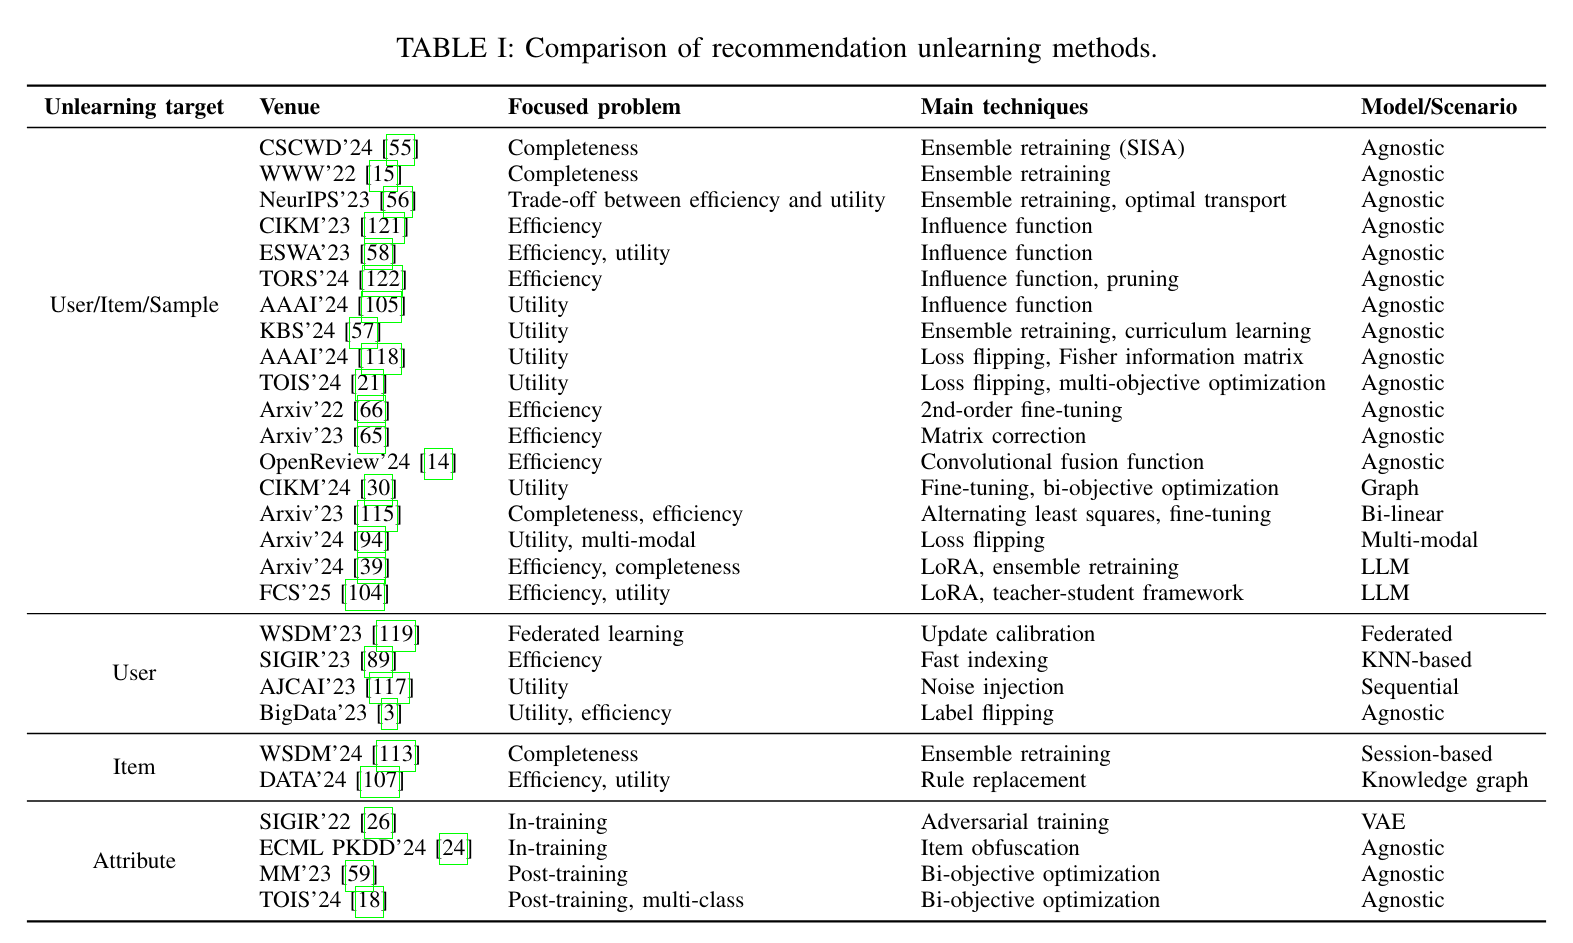 TABLE I: Comparison of recommendation unlearning methods.
Unlearning target Venue Focused problem Main techniques Model/Scenario
CSCWD’24 [55] Completeness Ensemble retraining (SISA) Agnostic
WWW’22 [15] Completeness Ensemble retraining Agnostic
NeurIPS’23 [56] Trade-off between efficiency and utility Ensemble retraining, optimal transport Agnostic
CIKM’23 [121] Efficiency Influence function Agnostic
ESWA’23 [58] Efficiency, utility Influence function Agnostic
TORS’24 [122] Efficiency Influence function, pruning Agnostic
User/Item/Sample AAAI’24 [105] Utility Influence function Agnostic
KBS’24 [57] Utility Ensemble retraining, curriculum learning Agnostic
AAAI’24 [118] Utility Loss flipping, Fisher information matrix Agnostic
TOIS’24 [21] Utility Loss flipping, multi-objective optimization Agnostic
Arxiv’22 [66] Efficiency 2nd-order fine-tuning Agnostic
Arxiv’23 [65] Efficiency Matrix correction Agnostic
OpenReview’24 [14] Efficiency Convolutional fusion function Agnostic
CIKM’24 [30] Utility Fine-tuning, bi-objective optimization Graph
Arxiv’23 [115] Completeness, efficiency Alternating least squares, fine-tuning Bi-linear
Arxiv’24 [94] Utility, multi-modal Loss flipping Multi-modal
Arxiv’24 [39] Efficiency, completeness LoRA, ensemble retraining LLM
FCS’25 [104] Efficiency, utility LoRA, teacher-student framework LLM
WSDM’23 [119] Federated learning Update calibration Federated
SIGIR’23 [89] Efficiency Fast indexing KNN-based
User
AJCAI’23 [117] Utility Noise injection Sequential
BigData’23 [3] Utility, efficiency Label flipping Agnostic
WSDM’24 [113] Completeness Ensemble retraining Session-based
Item
DATA’24 [107] Efficiency, utility Rule replacement Knowledge graph
SIGIR’22 [26] In-training Adversarial training VAE
ECML PKDD’24 [24] In-training Item obfuscation Agnostic
Attribute
MM’23 [59] Post-training Bi-objective optimization Agnostic
TOIS’24 [18] Post-training, multi-class Bi-objective optimization Agnostic